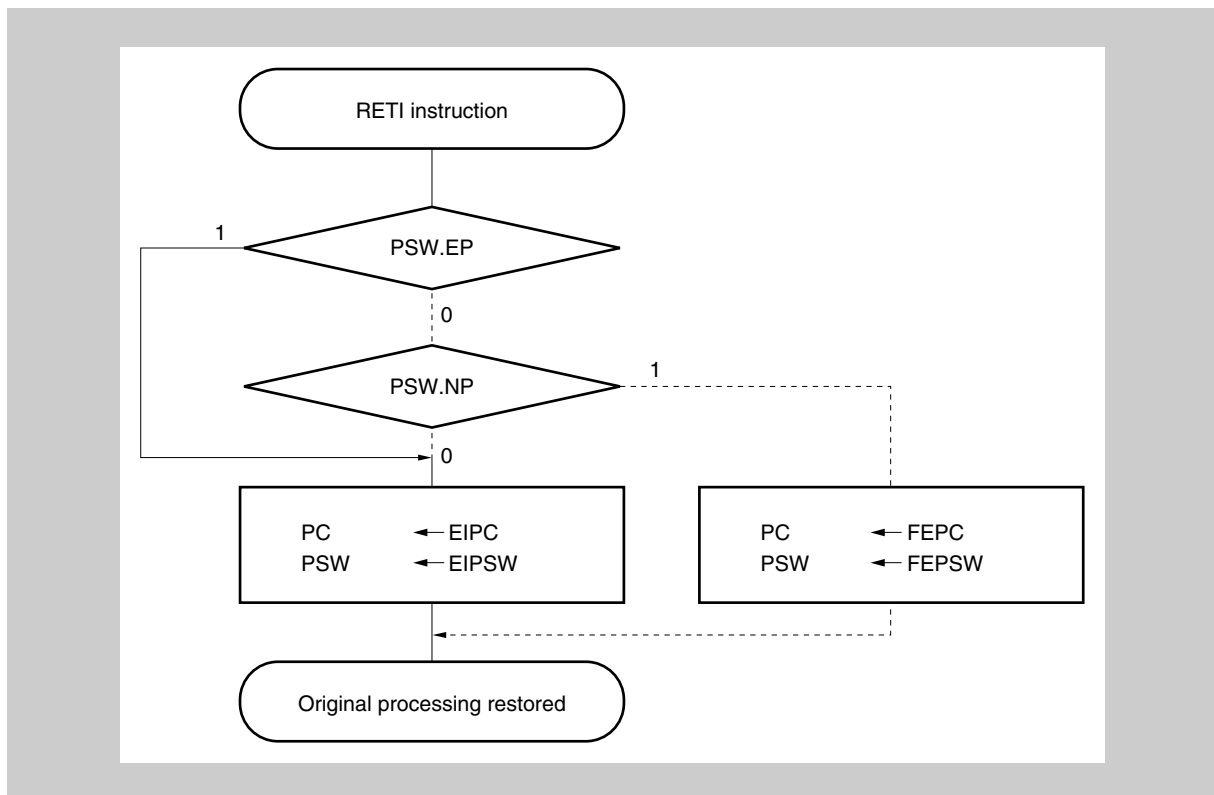 RETI instruction
1
PSW.EP
0
1
PSW.NP
0
PC ← EIPC
PSW ← EIPSW
PC ← FEPC
PSW ← FEPSW
Original processing restored